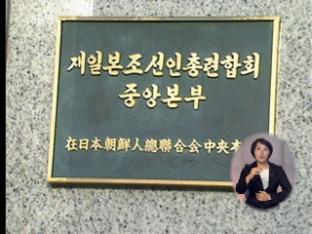 재일본조선인총련합회
중앙본부
在日本朝鮮人總聯合会中央本